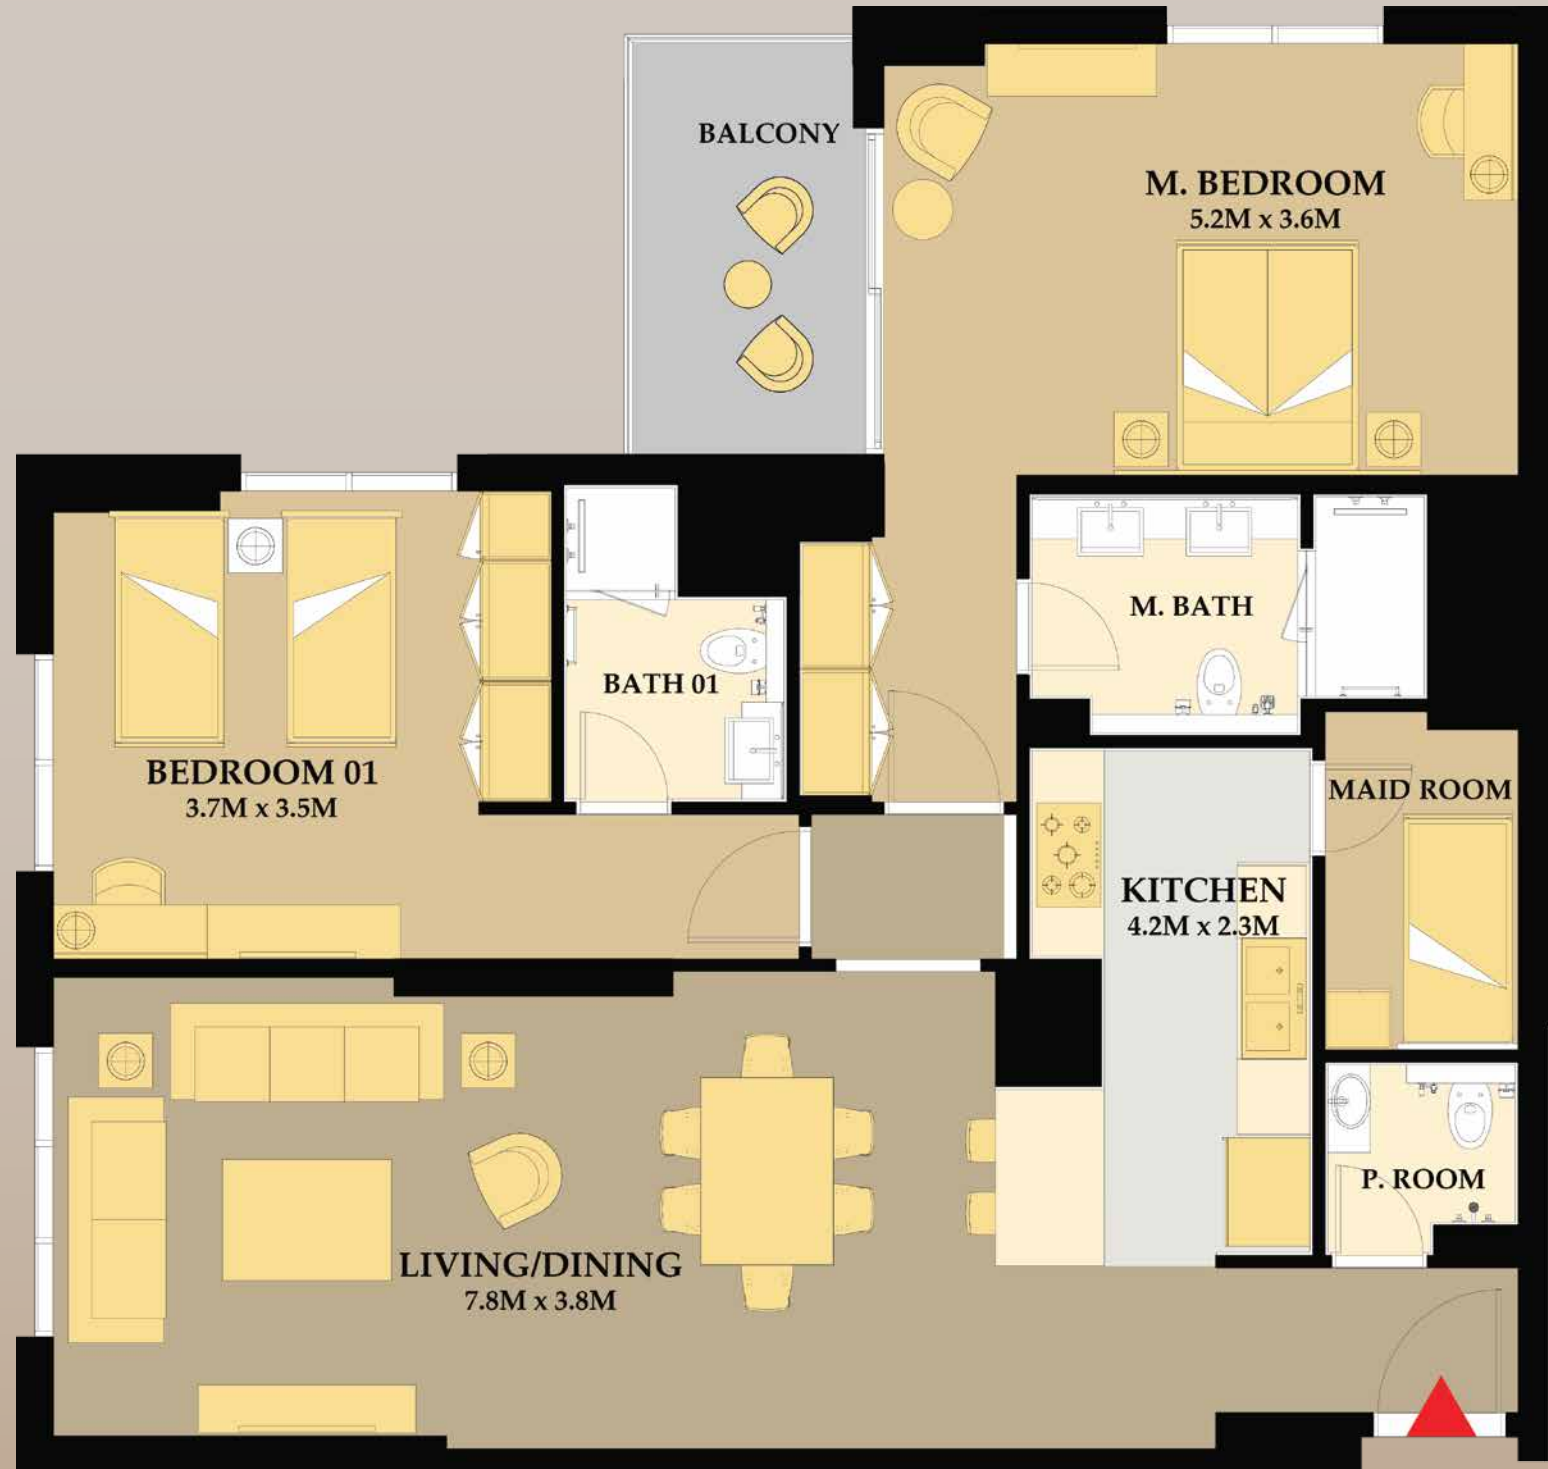 BALCONY
M. BEDROOM
5.2M x 3.6M
M. BATH
BATH 01
BEDROOM 01
3.7M x 3.5M
MAID ROOM
KITCHEN
4.2M x 2.3M
P. ROOM
LIVING/DINING
7.8M x 3.8M